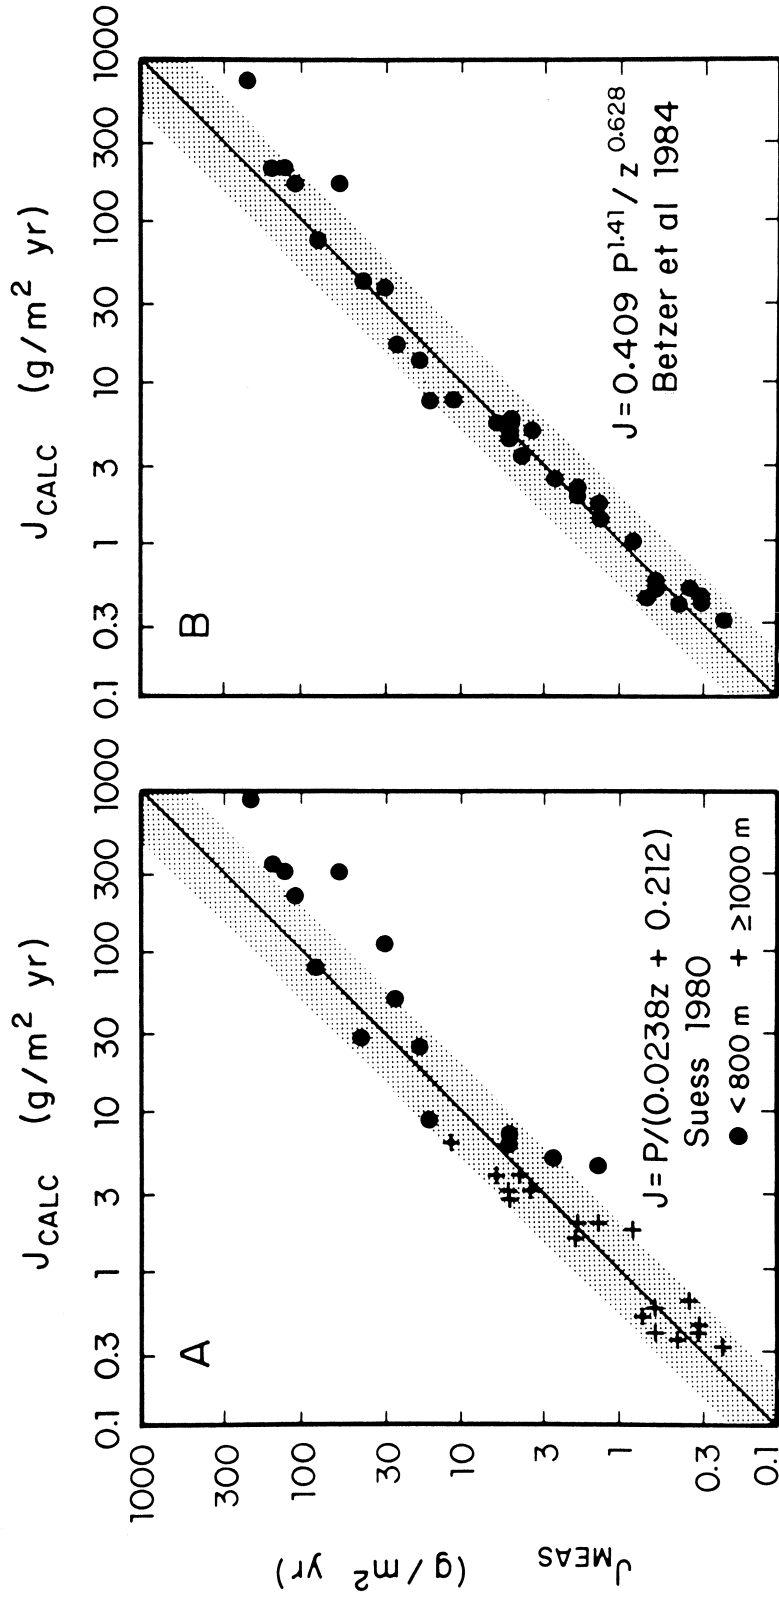 J_CALC (g/m² yr)
0.1 0.3 1 3 10 30 100 300 1000
A
J=P/(0.0238z + 0.212)
Suess 1980
● <800 m + ≥1000 m
1000
300
100
30
10
3
1
0.3
0.1
J_MEAS
(g/m² yr)
J_CALC (g/m² yr)
0.1 0.3 1 3 10 30 100 300 1000
B
J=0.409 P^1.41/z^0.628
Betzer et al 1984